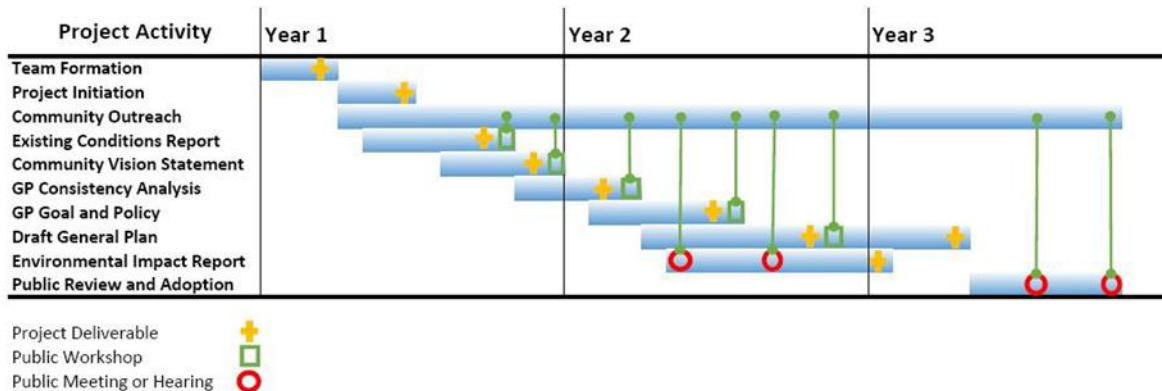 Project Activity Year 1 Year 2 Year 3
Team Formation
Project Initiation
Community Outreach
Existing Conditions Report
Community Vision Statement
GP Consistency Analysis
GP Goal and Policy
Draft General Plan
Environmental Impact Report
Public Review and Adoption
Project Deliverable
Public Workshop
Public Meeting or Hearing